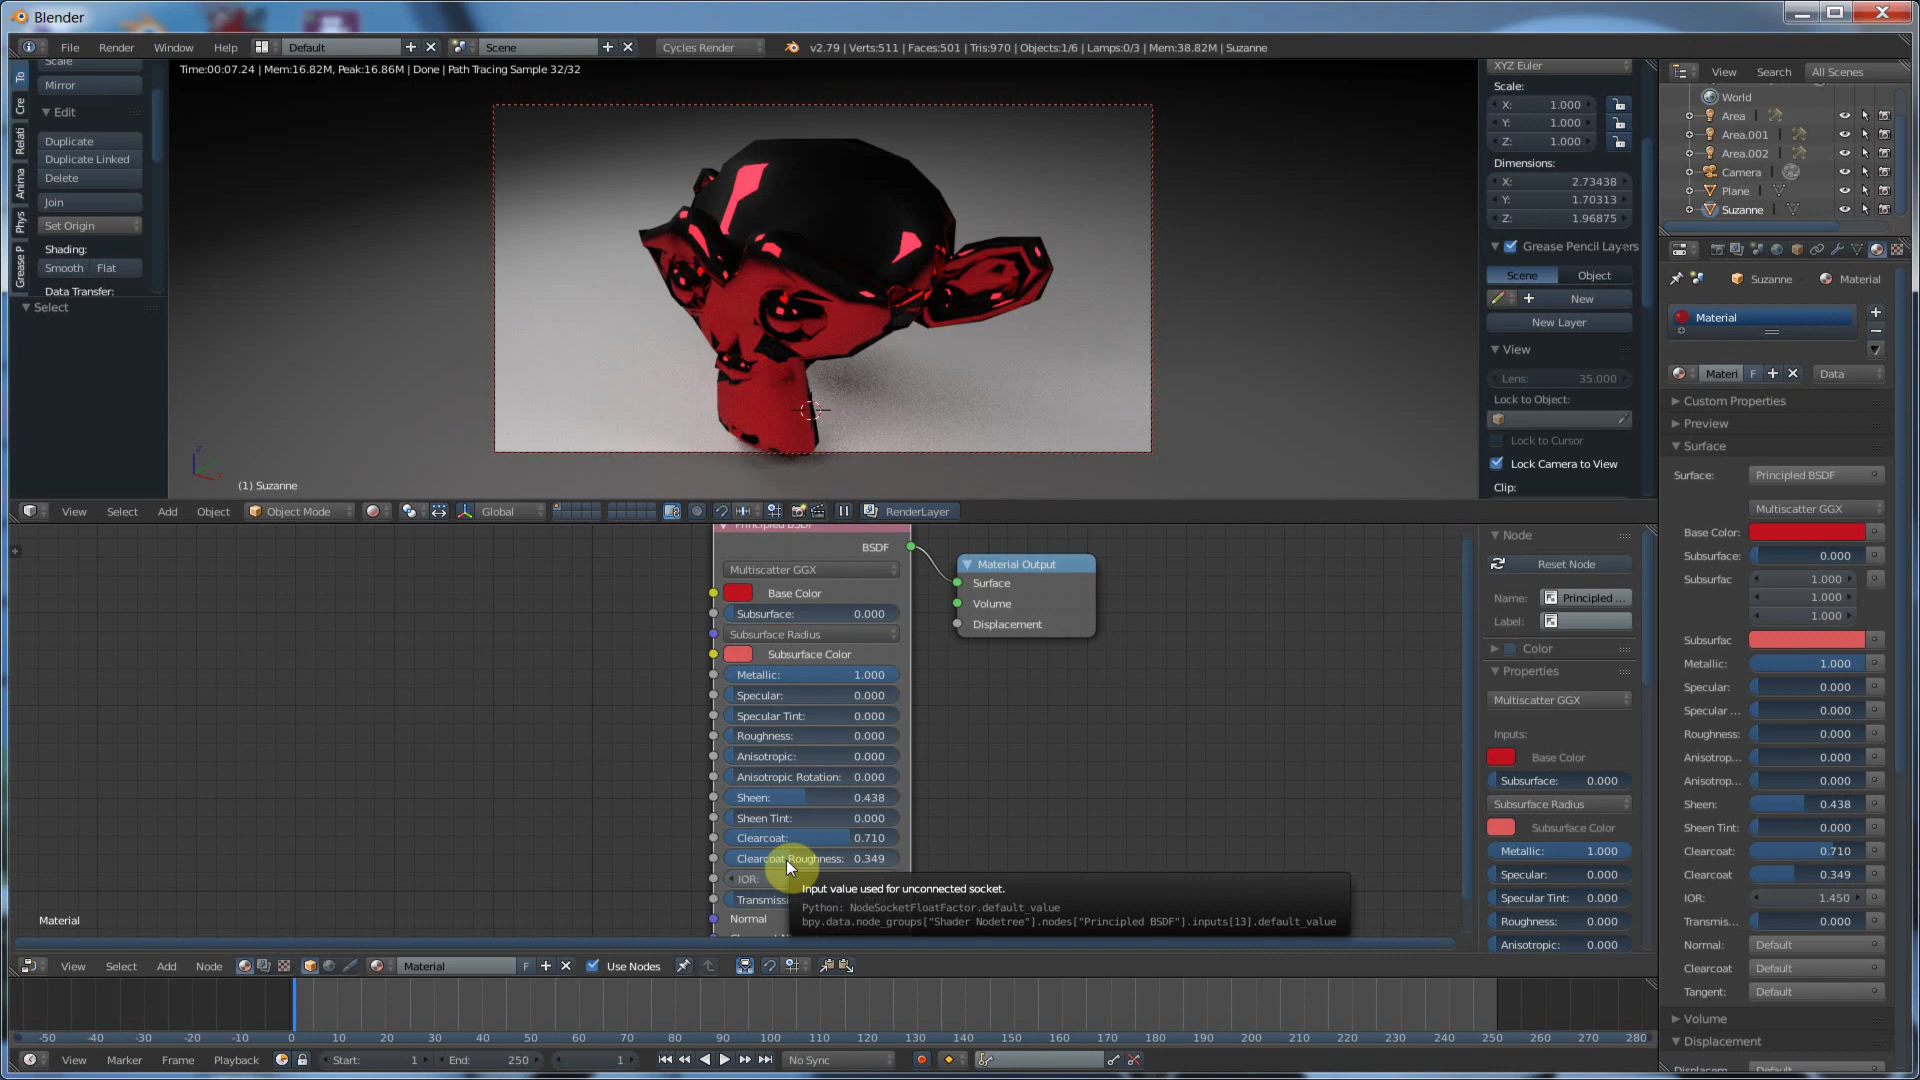 Blender
File Render Window Help Default Scene Cycles Render v2.79 | Verts:511 | Faces:501 | Tris:970 | Objects:1/6 | Lamps:0/3 | Mem:38.82M | Suzanne
Time:00:07.24 | Mem:16.82M, Peak:16.86M | Done | Path Tracing Sample 32/32
To
Cre
Relati
Anima
Phys
Grease P
Scale
Mirror
Edit
Duplicate
Duplicate Linked
Delete
Join
Set Origin
Shading:
Smooth Flat
Data Transfer:
Select
(1) Suzanne
XYZ Euler
Scale:
X: 1.000
Y: 1.000
Z: 1.000
Dimensions:
X: 2.73438
Y: 1.70313
Z: 1.96875
Grease Pencil Layers
Scene Object
New
New Layer
View
Lens: 35.000
Lock to Object:
Lock to Cursor
Lock Camera to View
Clip:
View Search All Scenes
World
Area
Area.001
Area.002
Camera
Plane
Suzanne
Suzanne Material
Material
Materi F Data
Custom Properties
Preview
Surface
Surface: Principled BSDF
Multiscatter GGX
Base Color:
Subsurface: 0.000
Subsurfac 1.000
1.000
1.000
Subsurfac
Metallic: 1.000
Specular: 0.000
Specular ... 0.000
Roughness: 0.000
Anisotrop... 0.000
Anisotrop... 0.000
Sheen: 0.438
Sheen Tint: 0.000
Clearcoat: 0.710
Clearcoat 0.349
IOR: 1.450
Transmis... 0.000
Normal: Default
Clearcoat Default
Tangent: Default
Volume
Displacement
Displacem... Default
View Select Add Object Object Mode Global RenderLayer
Principled BSDF
BSDF
Multiscatter GGX
Base Color
Subsurface: 0.000
Subsurface Radius
Subsurface Color
Metallic: 1.000
Specular: 0.000
Specular Tint: 0.000
Roughness: 0.000
Anisotropic: 0.000
Anisotropic Rotation: 0.000
Sheen: 0.438
Sheen Tint: 0.000
Clearcoat: 0.710
Clearcoat Roughness: 0.349
IOR:
Transmissi
Normal
Material Output
Surface
Volume
Displacement
Input value used for unconnected socket.
Python: NodeSocketFloatFactor.default_value
bpy.data.node_groups["Shader Nodetree"].nodes["Principled BSDF"].inputs[13].default_value
Material
Node
Reset Node
Name: Principled ...
Label:
Color
Properties
Multiscatter GGX
Inputs:
Base Color
Subsurface: 0.000
Subsurface Radius
Subsurface Color
Metallic: 1.000
Specular: 0.000
Specular Tint: 0.000
Roughness: 0.000
Anisotropic: 0.000
View Select Add Node Material F Use Nodes
-50 -40 -30 -20 -10 0 10 20 30 40 50 60 70 80 90 100 110 120 130 140 150 160 170 180 190 200 210 220 230 240 250 260 270 280
View Marker Frame Playback Start: 1 End: 250 1 No Sync